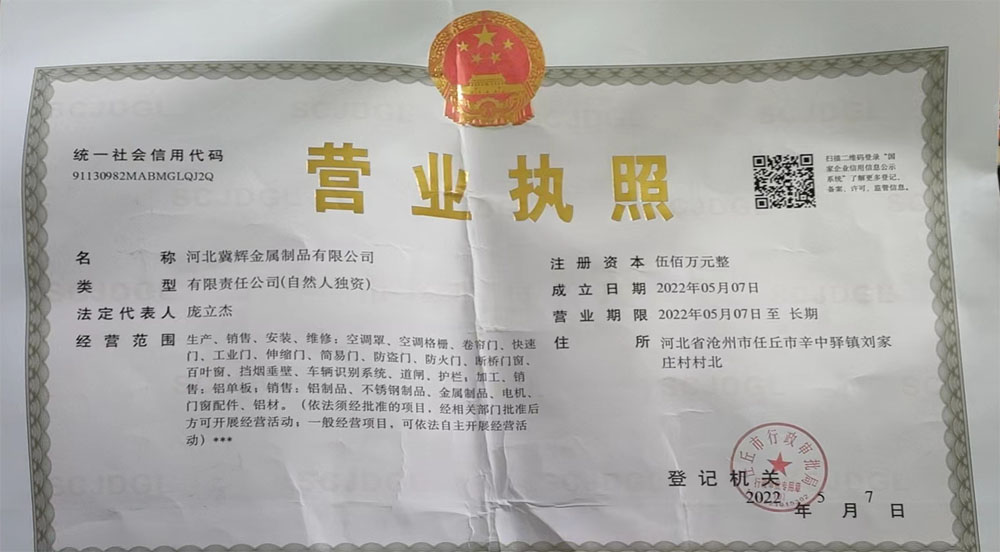 统一社会信用代码
91130982MABMGLQJ2Q
营业执照
扫描二维码登录“国
家企业信用信息公示
系统”了解更多登记、
备案、许可、监管信息。
名称 河北冀辉金属制品有限公司
类型 有限责任公司(自然人独资)
法定代表人 庞立杰
经营范围 生产、销售、安装、维修:空调罩、空调格栅、卷帘门、快速
门、工业门、伸缩门、简易门、防盗门、防火门、断桥门窗、
百叶窗、挡烟垂壁、车辆识别系统、道闸、护栏;加工、销
售:铝单板;销售:铝制品、不锈钢制品、金属制品、电机、
门窗配件、铝材。(依法须经批准的项目,经相关部门批准后
方可开展经营活动;一般经营项目,可依法自主开展经营活
动)***
注册资本 伍佰万元整
成立日期 2022年05月07日
营业期限 2022年05月07日 至 长期
住所 河北省沧州市任丘市辛中驿镇刘家
庄村村北
登记机关
任丘市行政审批局
2022年5月7日
SCJDGL